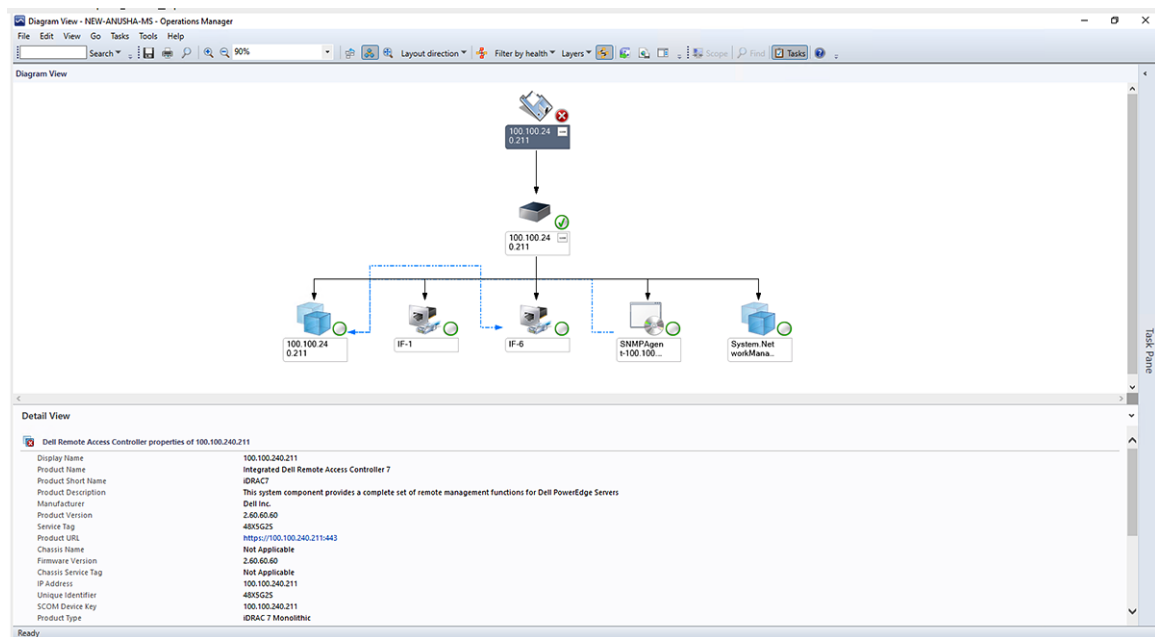 Diagram View - NEW-ANUSHA-MS - Operations Manager
File Edit View Go Tasks Tools Help
Search 90% Layout direction Filter by health Layers Scope Find Tasks
Diagram View
100.100.24
0.211
100.100.24
0.211
100.100.24
0.211
IF-1
IF-6
SNMPAgen
t-100.100...
System.Net
workMana...
Task Pane
Detail View
Dell Remote Access Controller properties of 100.100.240.211
Display Name 100.100.240.211
Product Name Integrated Dell Remote Access Controller 7
Product Short Name iDRAC7
Product Description This system component provides a complete set of remote management functions for Dell PowerEdge Servers
Manufacturer Dell Inc.
Product Version 2.60.60.60
Service Tag 48XSG2S
Product URL https://100.100.240.211:443
Chassis Name Not Applicable
Firmware Version 2.60.60.60
Chassis Service Tag Not Applicable
IP Address 100.100.240.211
Unique Identifier 48XSG2S
SCOM Device Key 100.100.240.211
Product Type iDRAC 7 Monolithic
Ready